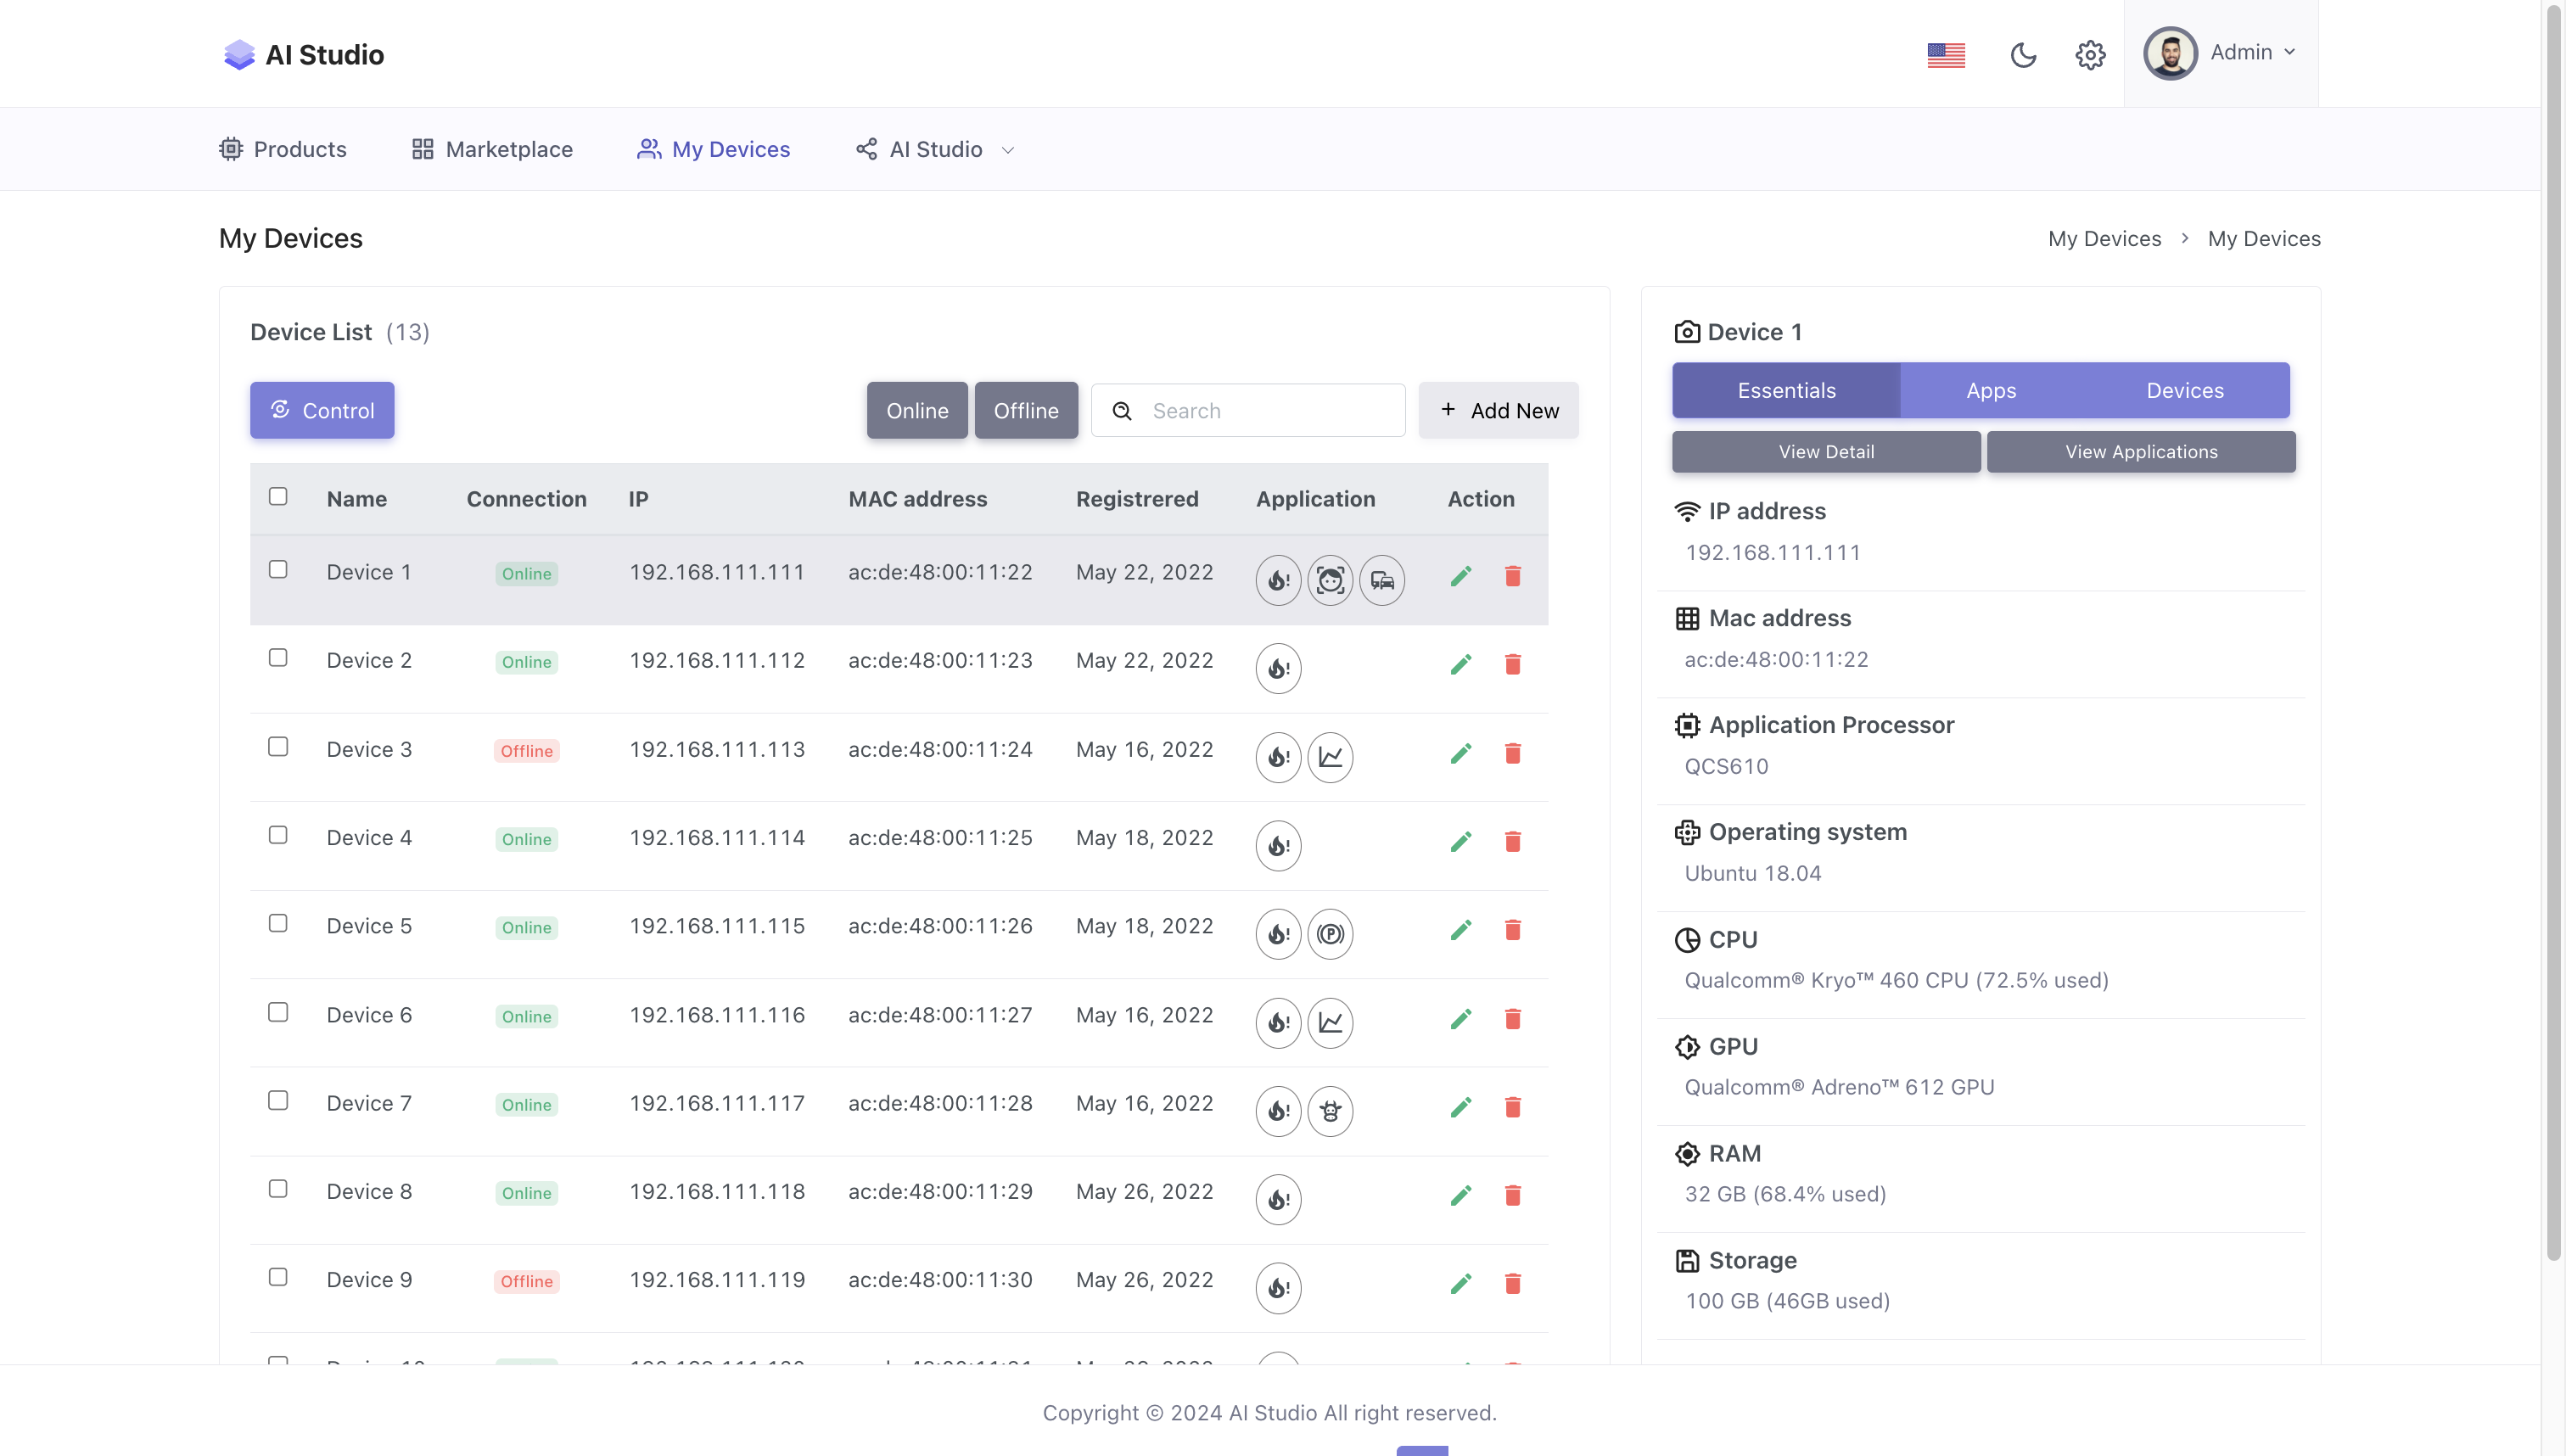 AI Studio
Admin
Products
Marketplace
My Devices
AI Studio
My Devices
My Devices > My Devices
Device List (13)
Control
Online
Offline
Search
+ Add New
Name Connection IP MAC address Registrered Application Action
Device 1 Online 192.168.111.111 ac:de:48:00:11:22 May 22, 2022
Device 2 Online 192.168.111.112 ac:de:48:00:11:23 May 22, 2022
Device 3 Offline 192.168.111.113 ac:de:48:00:11:24 May 16, 2022
Device 4 Online 192.168.111.114 ac:de:48:00:11:25 May 18, 2022
Device 5 Online 192.168.111.115 ac:de:48:00:11:26 May 18, 2022
Device 6 Online 192.168.111.116 ac:de:48:00:11:27 May 16, 2022
Device 7 Online 192.168.111.117 ac:de:48:00:11:28 May 16, 2022
Device 8 Online 192.168.111.118 ac:de:48:00:11:29 May 26, 2022
Device 9 Offline 192.168.111.119 ac:de:48:00:11:30 May 26, 2022
Device 1
Essentials
Apps
Devices
View Detail
View Applications
IP address
192.168.111.111
Mac address
ac:de:48:00:11:22
Application Processor
QCS610
Operating system
Ubuntu 18.04
CPU
Qualcomm® Kryo™ 460 CPU (72.5% used)
GPU
Qualcomm® Adreno™ 612 GPU
RAM
32 GB (68.4% used)
Storage
100 GB (46GB used)
Copyright © 2024 AI Studio All right reserved.